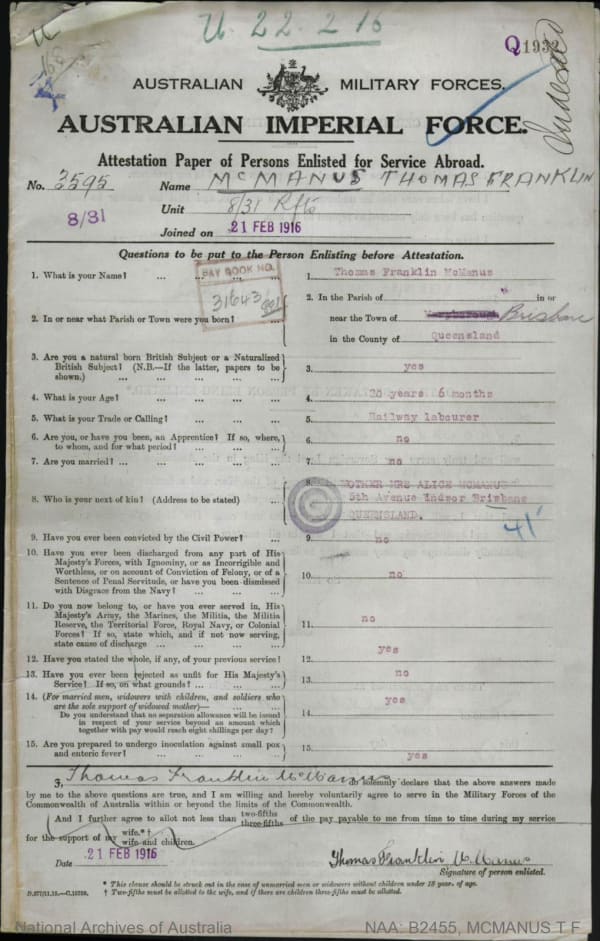 U. 22. 2 16
Q
AUSTRALIAN MILITARY FORCES.
AUSTRALIAN IMPERIAL FORCE.
Attestation Paper of Persons Enlisted for Service Abroad.
No. 3595 Name McMANUS THOMAS FRANKLIN
8/31 Unit 8/31 Rfts
Joined on 21 FEB 1916
Questions to be put to the Person Enlisting before Attestation.
PAY BOOK NO.
31643
1. What is your Name? ... ... ... ... 1. Thomas Franklin McManus
2. In or near what Parish or Town were you born? ... 2. In the Parish of in or
near the Town of Maryborough Brisbane
in the County of Queensland
3. Are you a natural born British Subject or a Naturalized
British Subject? (N.B.—If the latter, papers to be
shown.) ... ... ... ... ... 3. yes
4. What is your Age? ... ... ... ... 4. 20 years 6 months
5. What is your Trade or Calling? ... ... ... 5. Railway labourer
6. Are you, or have you been, an Apprentice? If so, where,
to whom, and for what period? ... ... ... 6. no
7. Are you married? ... ... ... ... ... 7. no
8. Who is your next of kin? (Address to be stated) ... 8. MOTHER MRS ALICE MCMANUS
5th Avenue Windsor Brisbane
QUEENSLAND.
41
9. Have you ever been convicted by the Civil Power? ... 9. no
10. Have you ever been discharged from any part of His
Majesty's Forces, with Ignominy, or as Incorrigible and
Worthless, or on account of Conviction of Felony, or of a
Sentence of Penal Servitude, or have you been dismissed
with Disgrace from the Navy? ... ... ... 10. no
11. Do you now belong to, or have you ever served in, His
Majesty's Army, the Marines, the Militia, the Militia
Reserve, the Territorial Force, Royal Navy, or Colonial
Forces? If so, state which, and if not now serving,
state cause of discharge ... ... ... ... 11. no
12. Have you stated the whole, if any, of your previous service? 12. yes
13. Have you ever been rejected as unfit for His Majesty's
Service? If so, on what grounds? ... ... ... 13. no
14. (For married men, widowers with children, and soldiers who
are the sole support of widowed mother)—
Do you understand that no separation allowance will be issued
in respect of your service beyond an amount which
together with pay would reach eight shillings per day? 14. yes
15. Are you prepared to undergo inoculation against small pox
and enteric fever? ... ... ... ... 15. yes
I, Thomas Franklin McManus do solemnly declare that the above answers made
by me to the above questions are true, and I am willing and hereby voluntarily agree to serve in the Military Forces of the
Commonwealth of Australia within or beyond the limits of the Commonwealth.
And I further agree to allot not less than two-fifths three-fifths of the pay payable to me from time to time during my service
for the support of my wife.*† wife and children.
Date 21 FEB 1916
Thomas Franklin McManus
Signature of person enlisted.
* This clause should be struck out in the case of unmarried men or widowers without children under 18 year. of age.
† Two-fifths must be allotted to the wife, and if there are children three-fifths must be allotted.
National Archives of Australia
NAA: B2455, MCMANUS T F